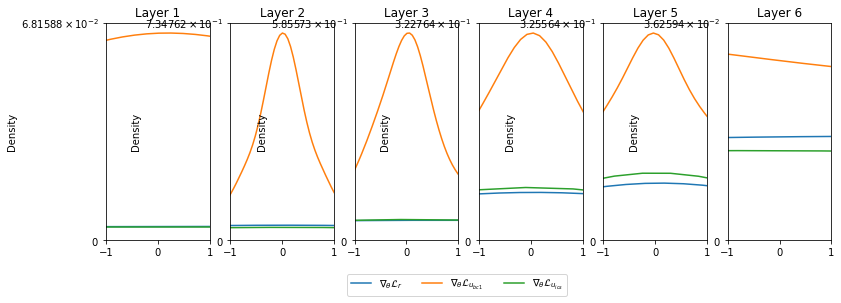 Layer 1 Layer 2 Layer 3 Layer 4 Layer 5 Layer 6
6.81588 × 10⁻² 7.34762 × 10⁻¹ 5.85573 × 10⁻¹ 3.22764 × 10⁻¹ 3.25564 × 10⁻¹ 3.62594 × 10⁻²
Density Density Density Density Density Density
0 0 0 0 0 0
−1 0 1 −1 0 1 −1 0 1 −1 0 1 −1 0 1 −1 0 1
∇θℒr ∇θℒu_bc1 ∇θℒu_ics